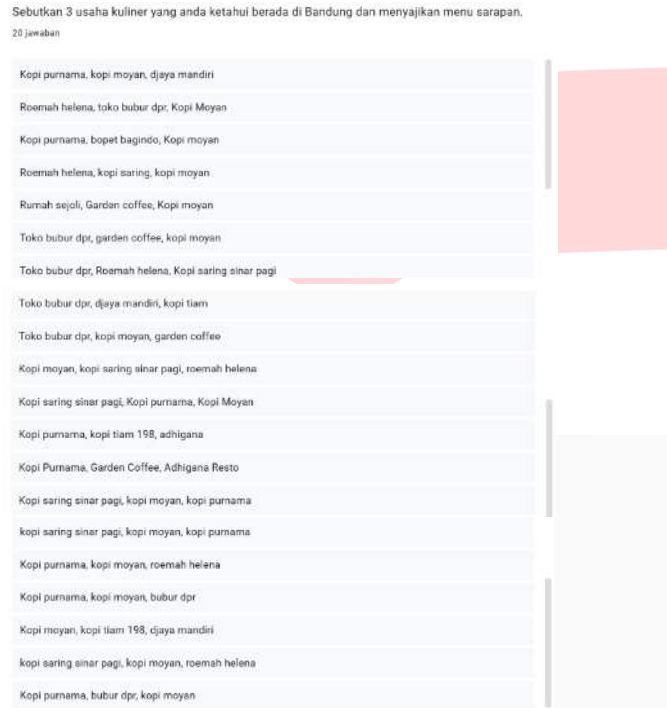 Sebutkan 3 usaha kuliner yang anda ketahui berada di Bandung dan menyajikan menu sarapan.
20 jawaban
Kopi purnama, kopi moyan, djaya mandiri
Roemah helena, toko bubur dpr, Kopi Moyan
Kopi purnama, bopet bagindo, Kopi moyan
Roemah helena, kopi saring, kopi moyan
Rumah sejoli, Garden coffee, Kopi moyan
Toko bubur dpr, garden coffee, kopi moyan
Toko bubur dpr, Roemah helena, Kopi saring sinar pagi
Toko bubur dpr, djaya mandiri, kopi tiam
Toko bubur dpr, kopi moyan, garden coffee
Kopi moyan, kopi saring sinar pagi, roemah helena
Kopi saring sinar pagi, Kopi purnama, Kopi Moyan
Kopi purnama, kopi tiam 198, adhigana
Kopi Purnama, Garden Coffee, Adhigana Resto
Kopi saring sinar pagi, kopi moyan, kopi purnama
kopi saring sinar pagi, kopi moyan, kopi purnama
Kopi purnama, kopi moyan, roemah helena
Kopi purnama, kopi moyan, bubur dpr
Kopi moyan, kopi tiam 198, djaya mandiri
kopi saring sinar pagi, kopi moyan, roemah helena
Kopi purnama, bubur dpr, kopi moyan